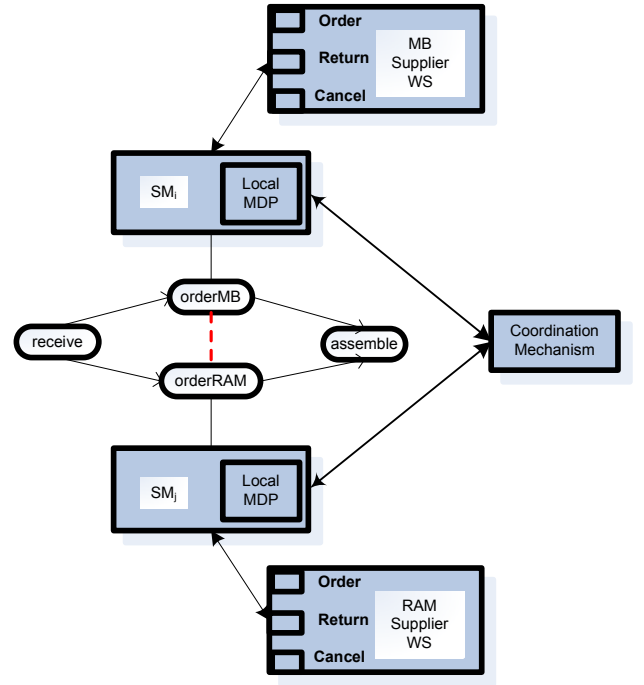 Order
Return
Cancel
MB
Supplier
WS
SMi
Local
MDP
orderMB
receive
assemble
orderRAM
Coordination
Mechanism
SMj
Local
MDP
Order
Return
Cancel
RAM
Supplier
WS